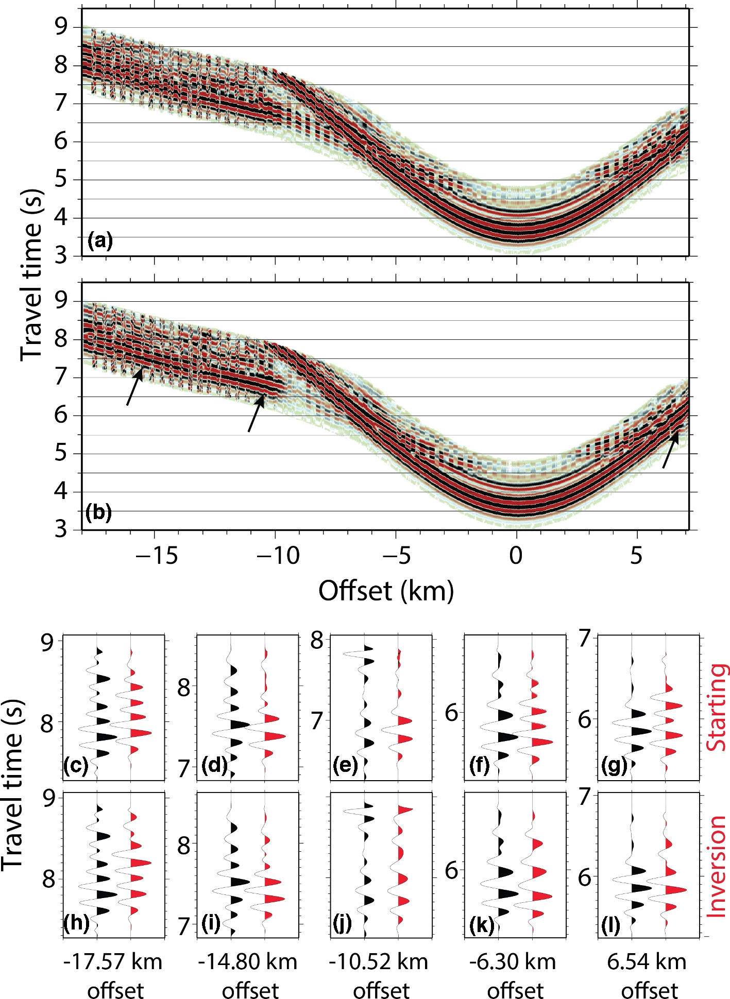 9
8
7
6
5
4
3
(a)
9
8
7
6
5
4
3
(b)
Travel time (s)
−15 −10 −5 0 5
Offset (km)
9
8
(c)
8
7
(d)
8
7
(e)
6
(f)
7
6
(g)
Starting
Travel time (s)
9
8
(h)
8
7
(i)
(j)
6
(k)
7
6
(l)
Inversion
-17.57 km -14.80 km -10.52 km -6.30 km 6.54 km
offset offset offset offset offset